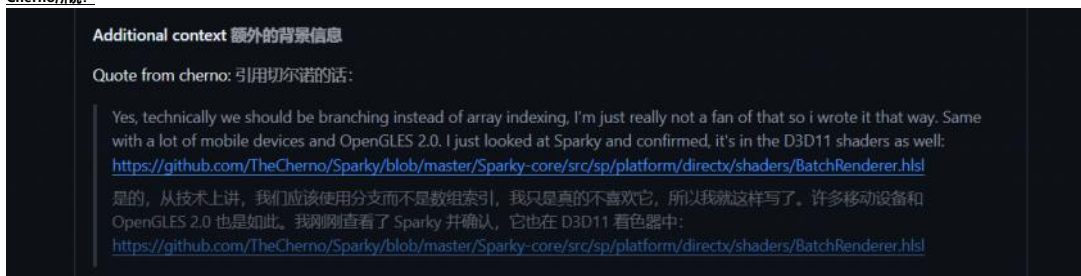 Cherno所说:
Additional context 额外的背景信息
Quote from cherno: 引用切尔诺的话：
Yes, technically we should be branching instead of array indexing, I'm just really not a fan of that so i wrote it that way. Same
with a lot of mobile devices and OpenGLES 2.0. I just looked at Sparky and confirmed, it's in the D3D11 shaders as well:
https://github.com/TheCherno/Sparky/blob/master/Sparky-core/src/sp/platform/directx/shaders/BatchRenderer.hlsl
是的，从技术上讲，我们应该使用分支而不是数组索引，我只是真的不喜欢它，所以我就这样写了。许多移动设备和
OpenGLES 2.0 也是如此。我刚刚查看了 Sparky 并确认，它也在 D3D11 着色器中：
https://github.com/TheCherno/Sparky/blob/master/Sparky-core/src/sp/platform/directx/shaders/BatchRenderer.hlsl